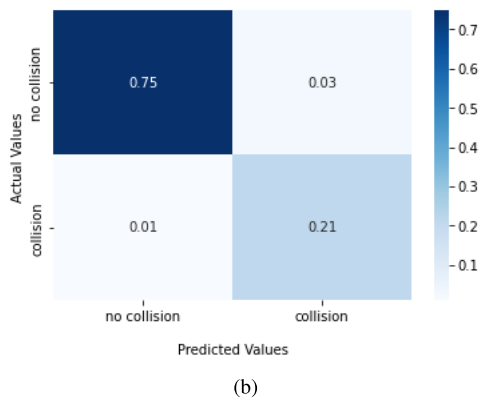 Actual Values
no collision
collision
0.75
0.03
0.01
0.21
no collision
collision
Predicted Values
0.7
0.6
0.5
0.4
0.3
0.2
0.1
(b)